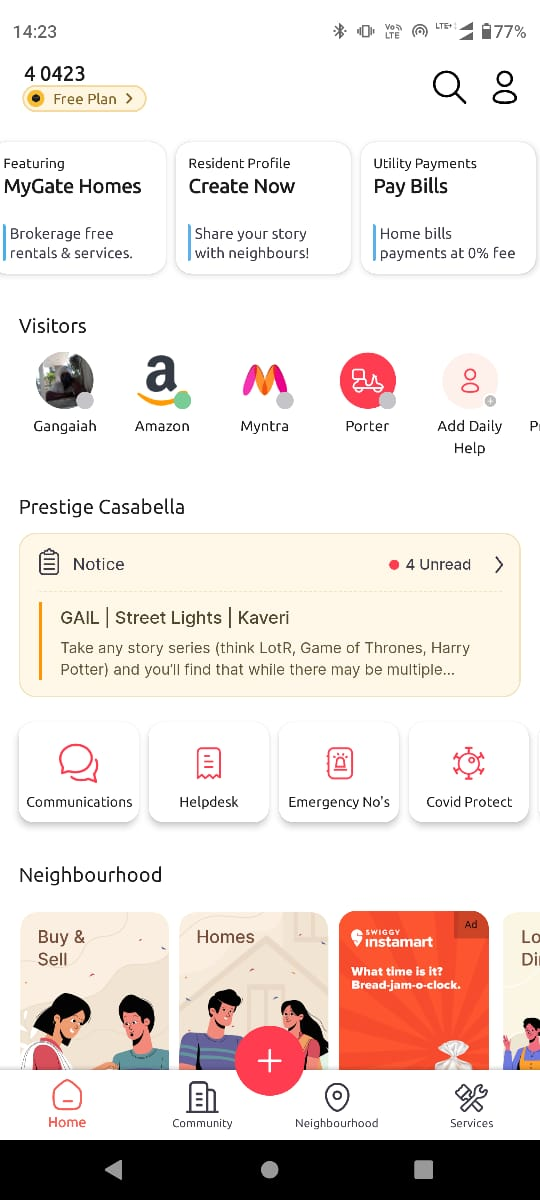 14:23
Vo))
LTE
LTE+
77%
4 0423
Free Plan
Featuring
MyGate Homes
Brokerage free
rentals & services.
Resident Profile
Create Now
Share your story
with neighbours!
Utility Payments
Pay Bills
Home bills
payments at 0% fee
Visitors
Gangaiah
Amazon
Myntra
Porter
Add Daily
Help
Prestige Casabella
Notice
4 Unread
GAIL | Street Lights | Kaveri
Take any story series (think LotR, Game of Thrones, Harry
Potter) and you'll find that while there may be multiple...
Communications
Helpdesk
Emergency No's
Covid Protect
Neighbourhood
Buy &
Sell
Homes
Ad
SWIGGY
instamart
What time is it?
Bread-jam-o-clock.
Home
Community
Neighbourhood
Services